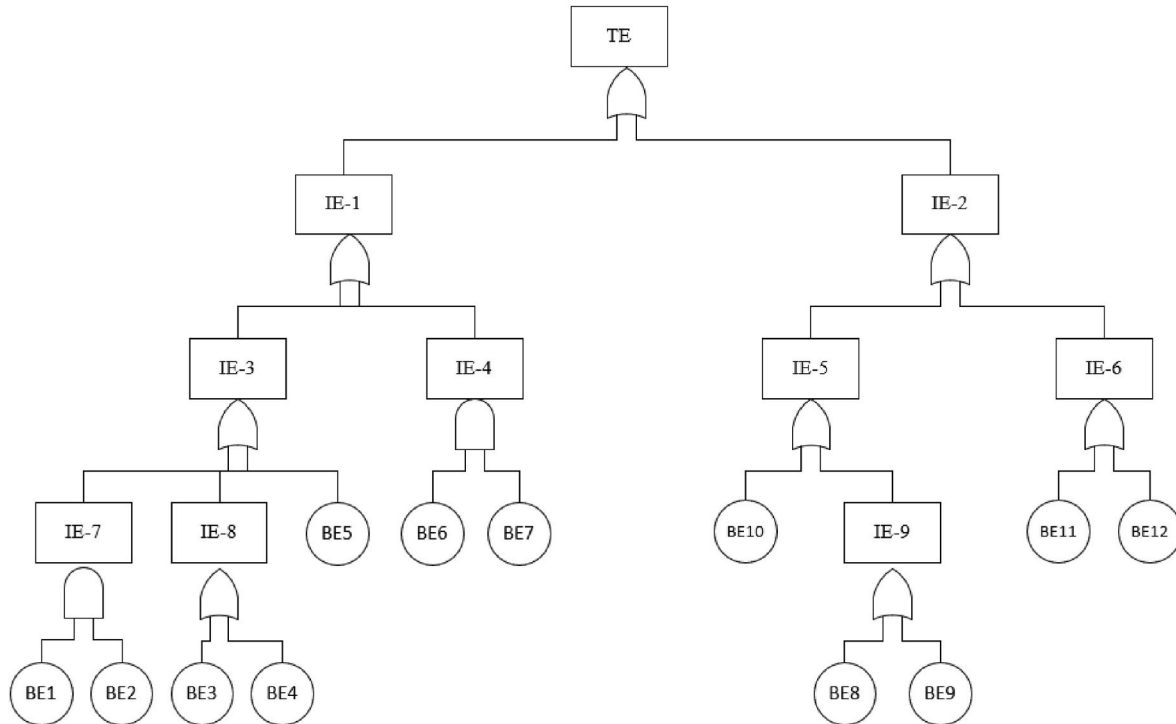 TE
IE-1
IE-2
IE-3
IE-4
IE-5
IE-6
IE-7
IE-8
BE5
BE6
BE7
BE10
IE-9
BE11
BE12
BE1
BE2
BE3
BE4
BE8
BE9